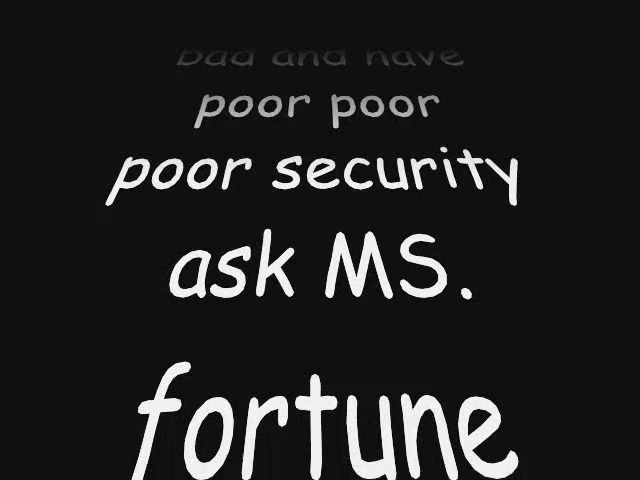 bad and have
poor poor
poor security
ask MS.
fortune